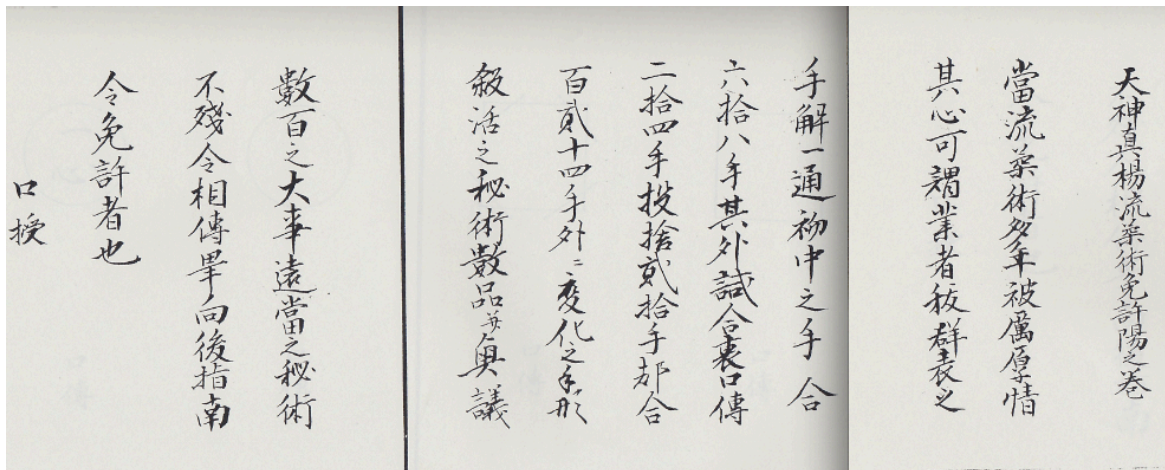 天神真楊流柔術免許陽之巻
當流柔術多年被厲厚情
其心可謂業者抜群表之
手解一通初中之手合
六拾八手其外試合裏口傳
二拾四手投捨貳拾手都合
百貳十四手外ニ変化之手形
殺活之秘術數品并奥議
數百之大事遠當之秘術
不殘令相傳畢向後指南
令免許者也
口授